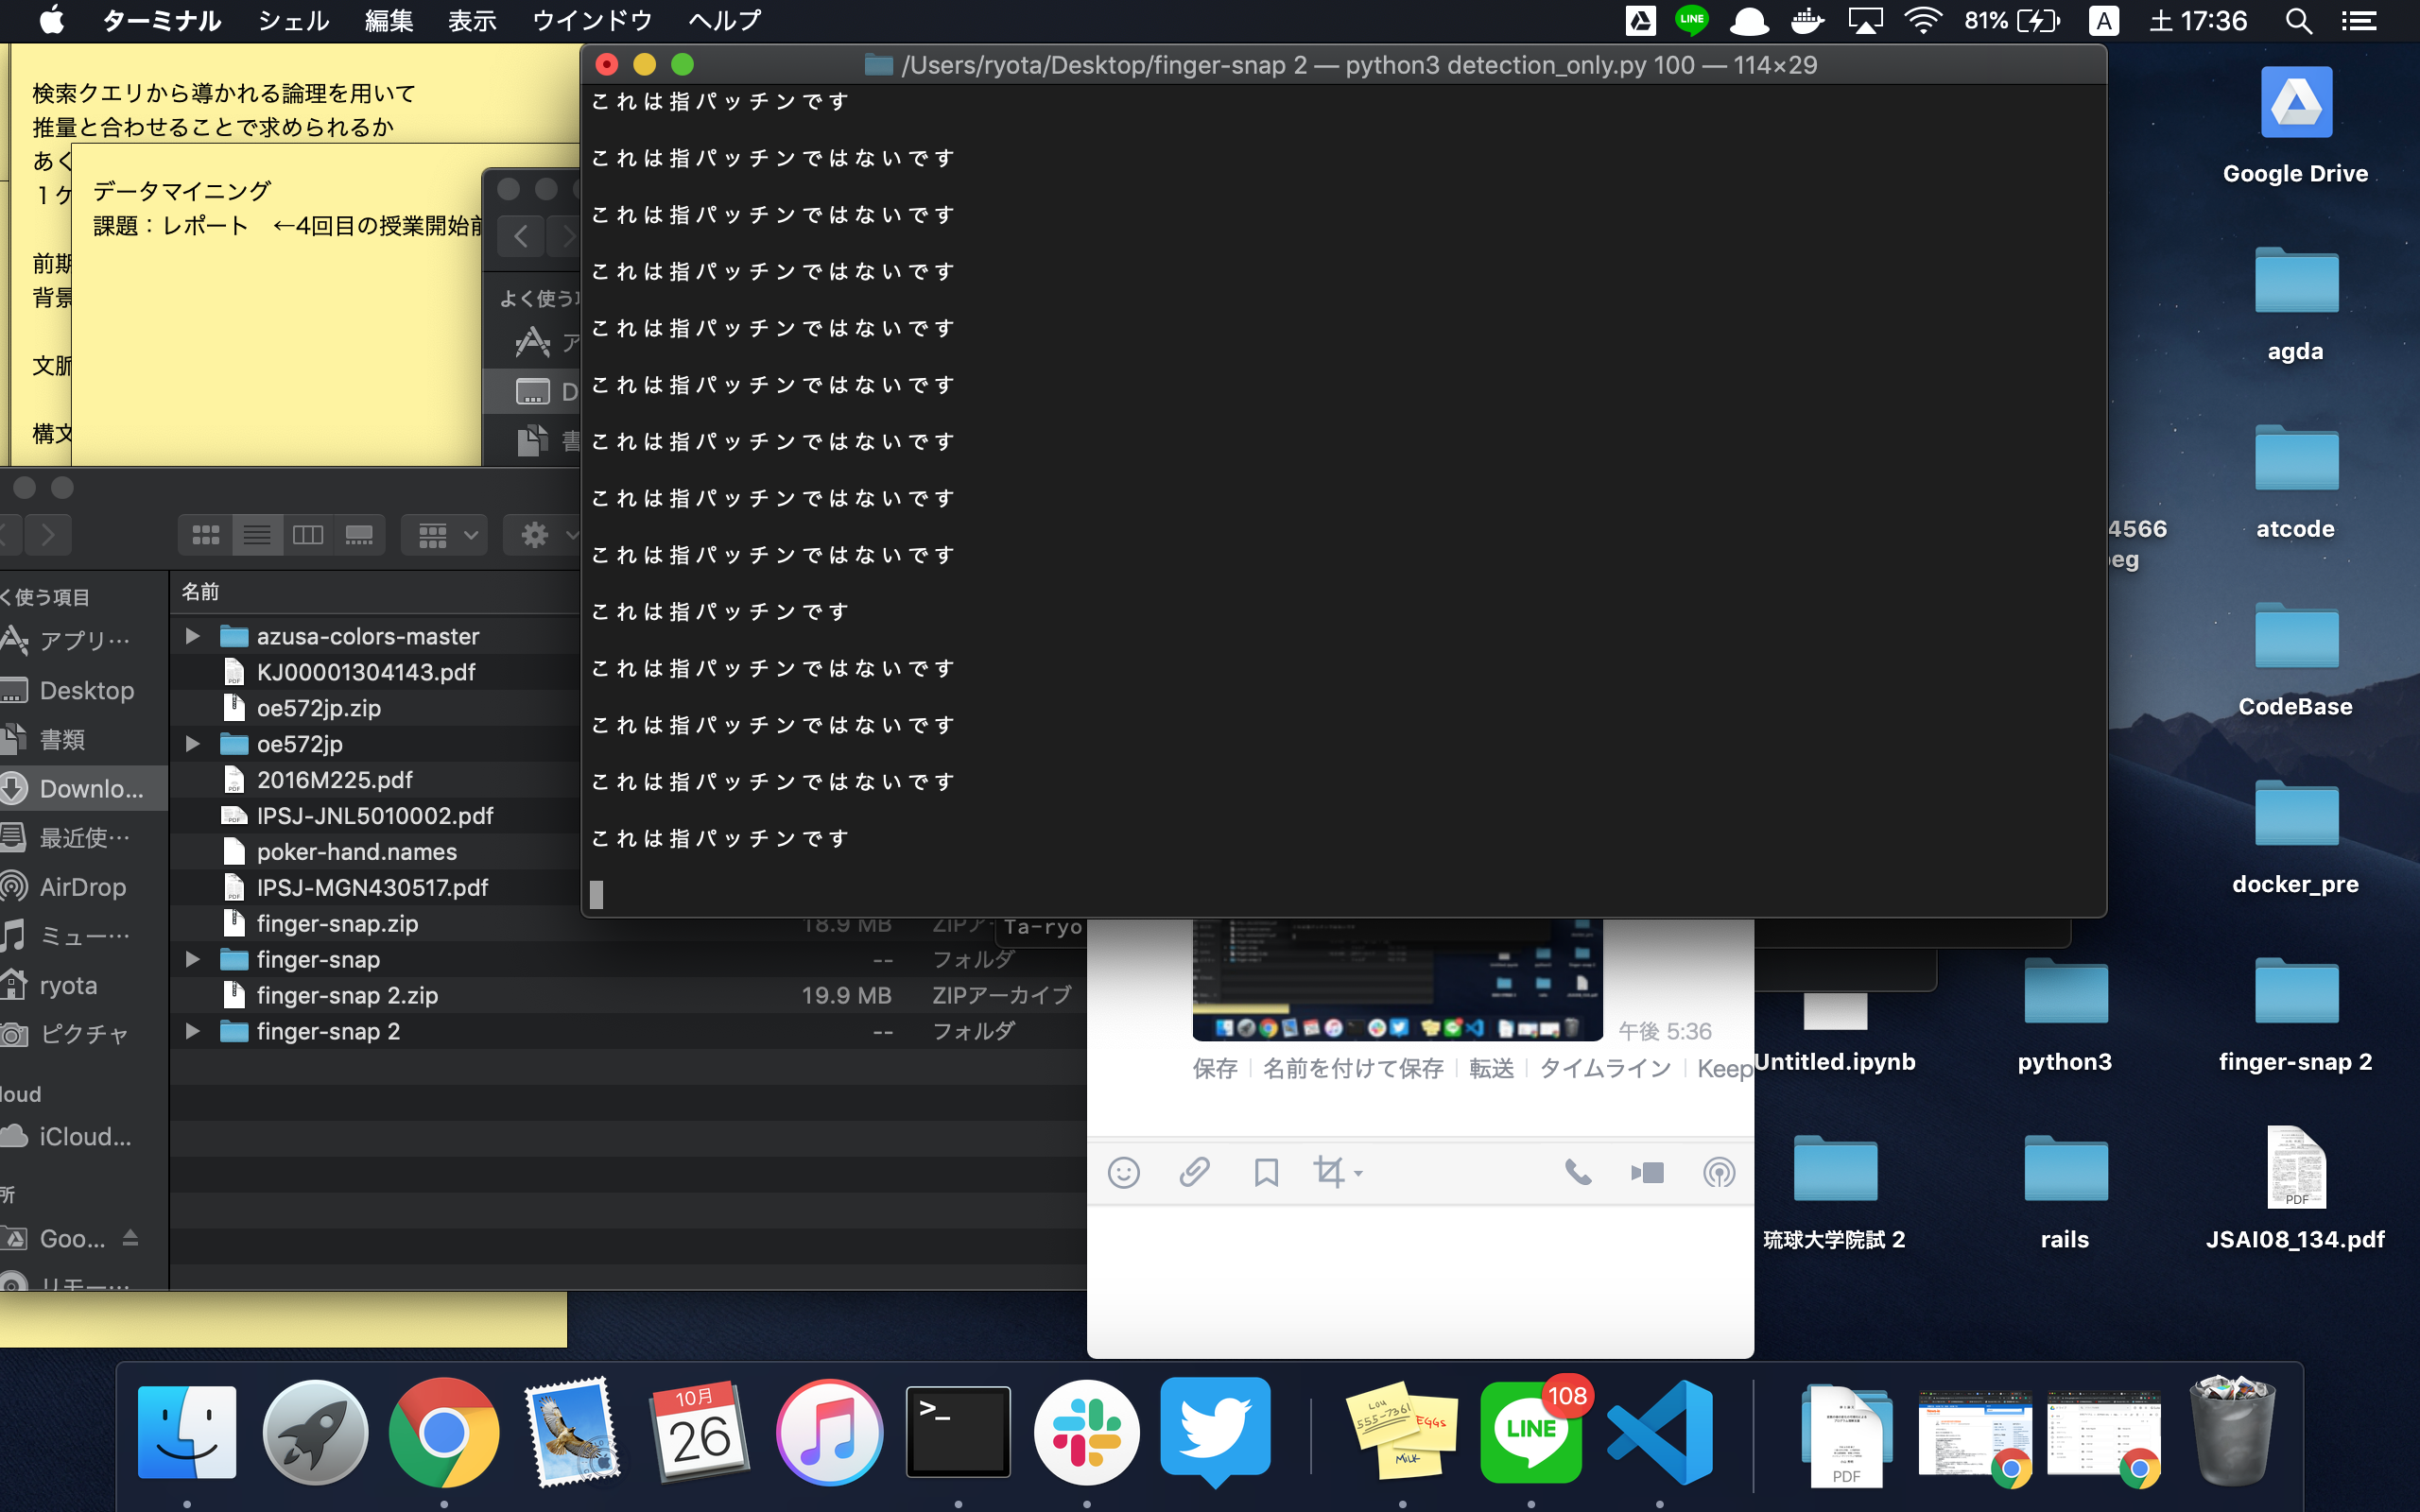 ターミナル シェル 編集 表示 ウインドウ ヘルプ
LINE 81% A 土 17:36
検索クエリから導かれる論理を用いて
推量と合わせることで求められるか
あく
1ケ
前期
背景
文脈
構文
データマイニング
課題：レポート ←4回目の授業開始前
よく使う
ア
D
書
/Users/ryota/Desktop/finger-snap 2 — python3 detection_only.py 100 — 114×29
これは指パッチンです
これは指パッチンではないです
これは指パッチンではないです
これは指パッチンではないです
これは指パッチンではないです
これは指パッチンではないです
これは指パッチンではないです
これは指パッチンではないです
これは指パッチンではないです
これは指パッチンです
これは指パッチンではないです
これは指パッチンではないです
これは指パッチンではないです
これは指パッチンです
く使う項目
アプリ…
Desktop
書類
Downlo...
最近使…
AirDrop
ミュー…
ryota
ピクチャ
loud
iCloud...
所
Goo...
リモー…
名前
azusa-colors-master
KJ00001304143.pdf
oe572jp.zip
oe572jp
2016M225.pdf
IPSJ-JNL5010002.pdf
poker-hand.names
IPSJ-MGN430517.pdf
finger-snap.zip 18.9 MB ZIPア
finger-snap -- フォルダ
finger-snap 2.zip 19.9 MB ZIPアーカイブ
finger-snap 2 -- フォルダ
Ta-ryo
午後 5:36
保存 名前を付けて保存 転送 タイムライン Keep
Google Drive
agda
4566
eg
atcode
CodeBase
docker_pre
Untitled.ipynb
python3
finger-snap 2
琉球大学院試 2
rails
PDF
JSAI08_134.pdf
10月
26
>_
Lou
555-7361
EGGS
MILK
LINE
108
PDF